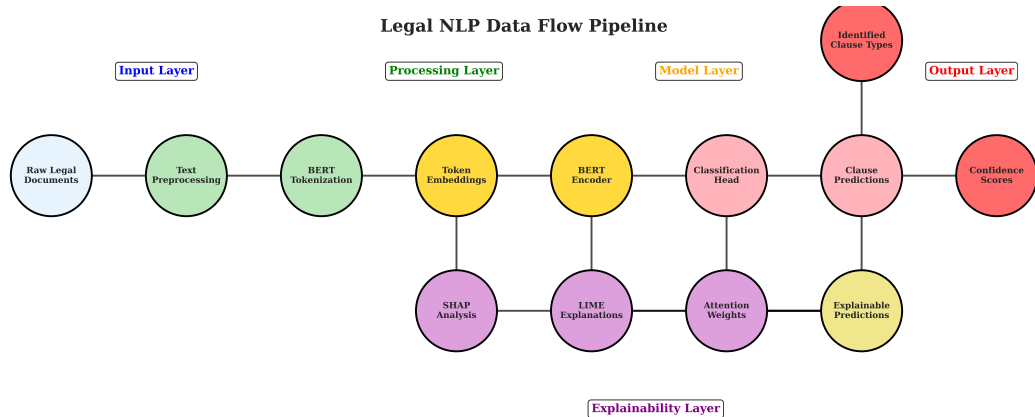 Legal NLP Data Flow Pipeline
Identified
Clause Types
Input Layer
Processing Layer
Model Layer
Output Layer
Raw Legal
Documents
Text
Preprocessing
BERT
Tokenization
Token
Embeddings
BERT
Encoder
Classification
Head
Clause
Predictions
Confidence
Scores
SHAP
Analysis
LIME
Explanations
Attention
Weights
Explainable
Predictions
Explainability Layer